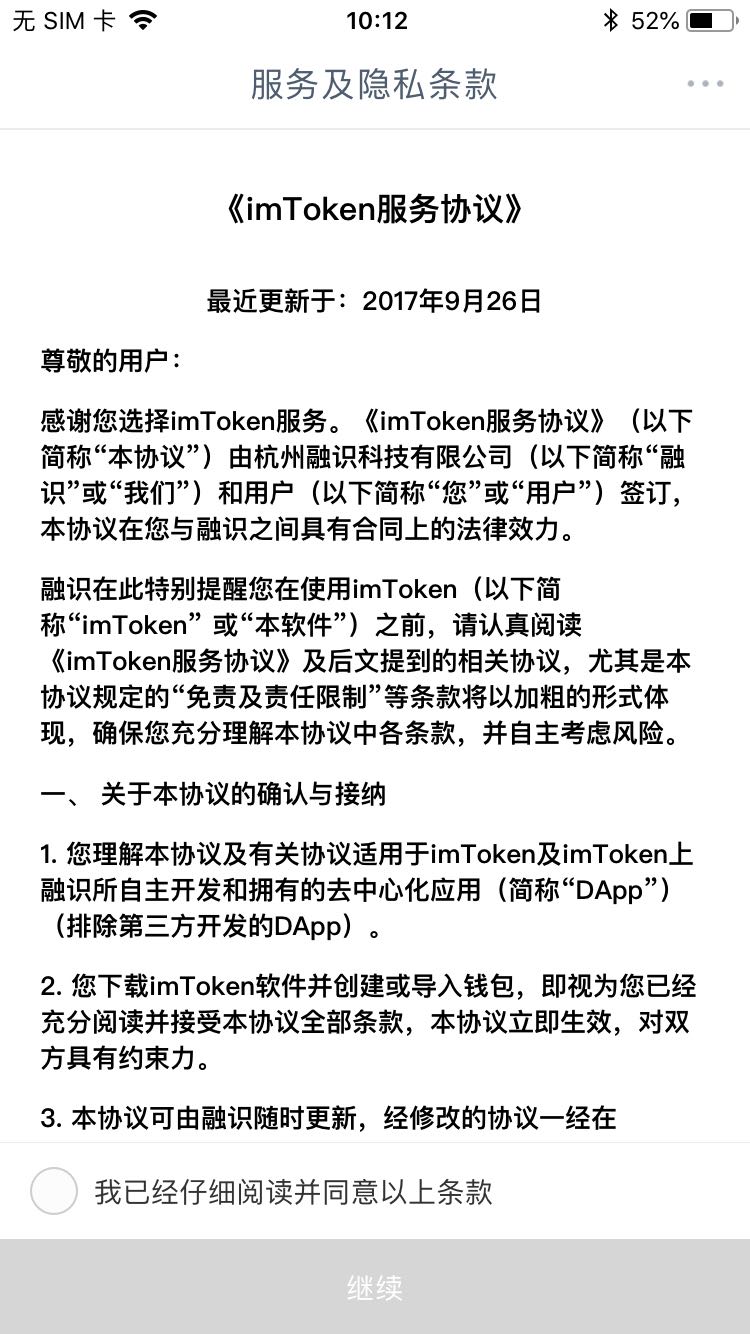 无 SIM 卡
10:12
52%
服务及隐私条款
《imToken服务协议》
最近更新于：2017年9月26日
尊敬的用户：
感谢您选择imToken服务。《imToken服务协议》（以下
简称“本协议”）由杭州融识科技有限公司（以下简称“融
识”或“我们”）和用户（以下简称“您”或“用户”）签订，
本协议在您与融识之间具有合同上的法律效力。
融识在此特别提醒您在使用imToken（以下简
称“imToken” 或“本软件”）之前，请认真阅读
《imToken服务协议》及后文提到的相关协议，尤其是本
协议规定的“免责及责任限制”等条款将以加粗的形式体
现，确保您充分理解本协议中各条款，并自主考虑风险。
一、 关于本协议的确认与接纳
1. 您理解本协议及有关协议适用于imToken及imToken上
融识所自主开发和拥有的去中心化应用（简称“DApp”）
（排除第三方开发的DApp）。
2. 您下载imToken软件并创建或导入钱包，即视为您已经
充分阅读并接受本协议全部条款，本协议立即生效，对双
方具有约束力。
3. 本协议可由融识随时更新，经修改的协议一经在
我已经仔细阅读并同意以上条款
继续